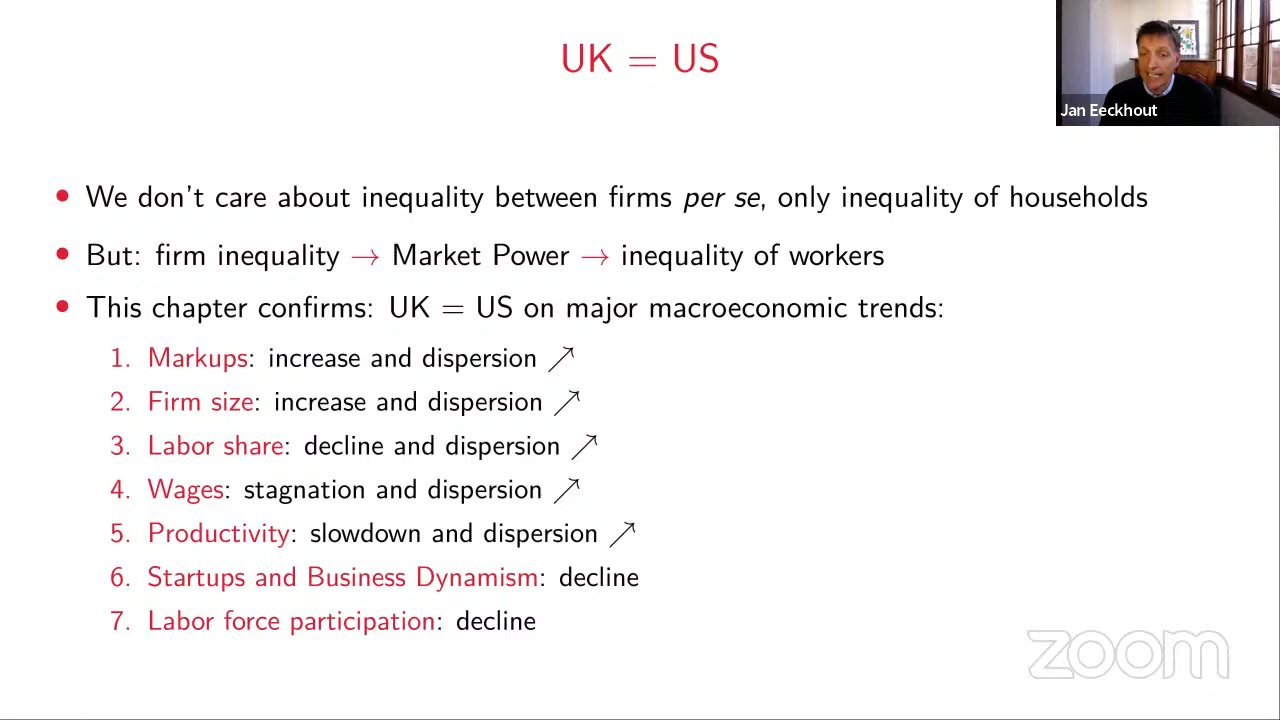 UK = US
Jan Eeckhout
• We don't care about inequality between firms per se, only inequality of households
• But: firm inequality → Market Power → inequality of workers
• This chapter confirms: UK = US on major macroeconomic trends:
1. Markups: increase and dispersion ↗
2. Firm size: increase and dispersion ↗
3. Labor share: decline and dispersion ↗
4. Wages: stagnation and dispersion ↗
5. Productivity: slowdown and dispersion ↗
6. Startups and Business Dynamism: decline
7. Labor force participation: decline
zoom